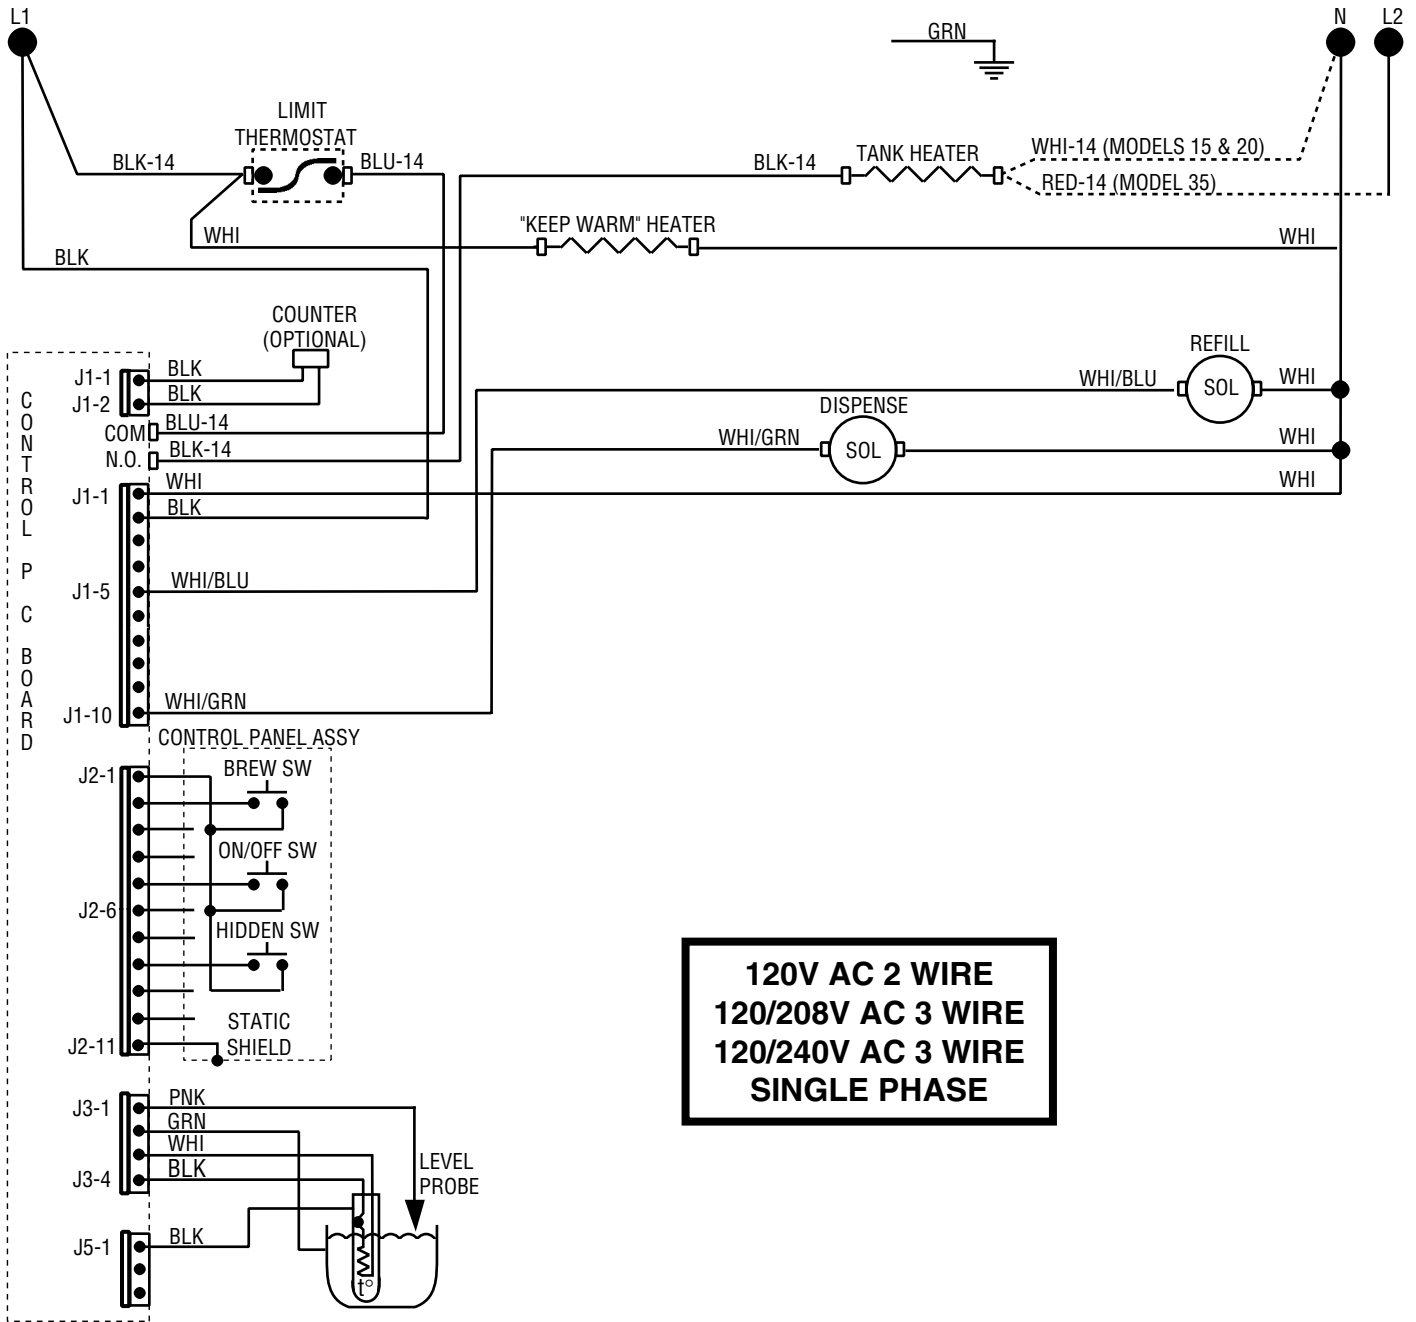 L1
N
L2
GRN
LIMIT
THERMOSTAT
BLK-14
BLU-14
BLK-14
TANK HEATER
WHI-14 (MODELS 15 & 20)
RED-14 (MODEL 35)
"KEEP WARM" HEATER
WHI
WHI
BLK
COUNTER
(OPTIONAL)
REFILL
SOL
WHI/BLU
WHI
DISPENSE
SOL
WHI/GRN
WHI
WHI
CONTROL PC BOARD
J1-1
BLK
J1-2
BLK
COM
BLU-14
N.O.
BLK-14
J1-1
WHI
BLK
J1-5
WHI/BLU
J1-10
WHI/GRN
CONTROL PANEL ASSY
J2-1
BREW SW
ON/OFF SW
J2-6
HIDDEN SW
STATIC
SHIELD
J2-11
120V AC 2 WIRE
120/208V AC 3 WIRE
120/240V AC 3 WIRE
SINGLE PHASE
J3-1
PNK
GRN
WHI
J3-4
BLK
LEVEL
PROBE
J5-1
BLK
t°